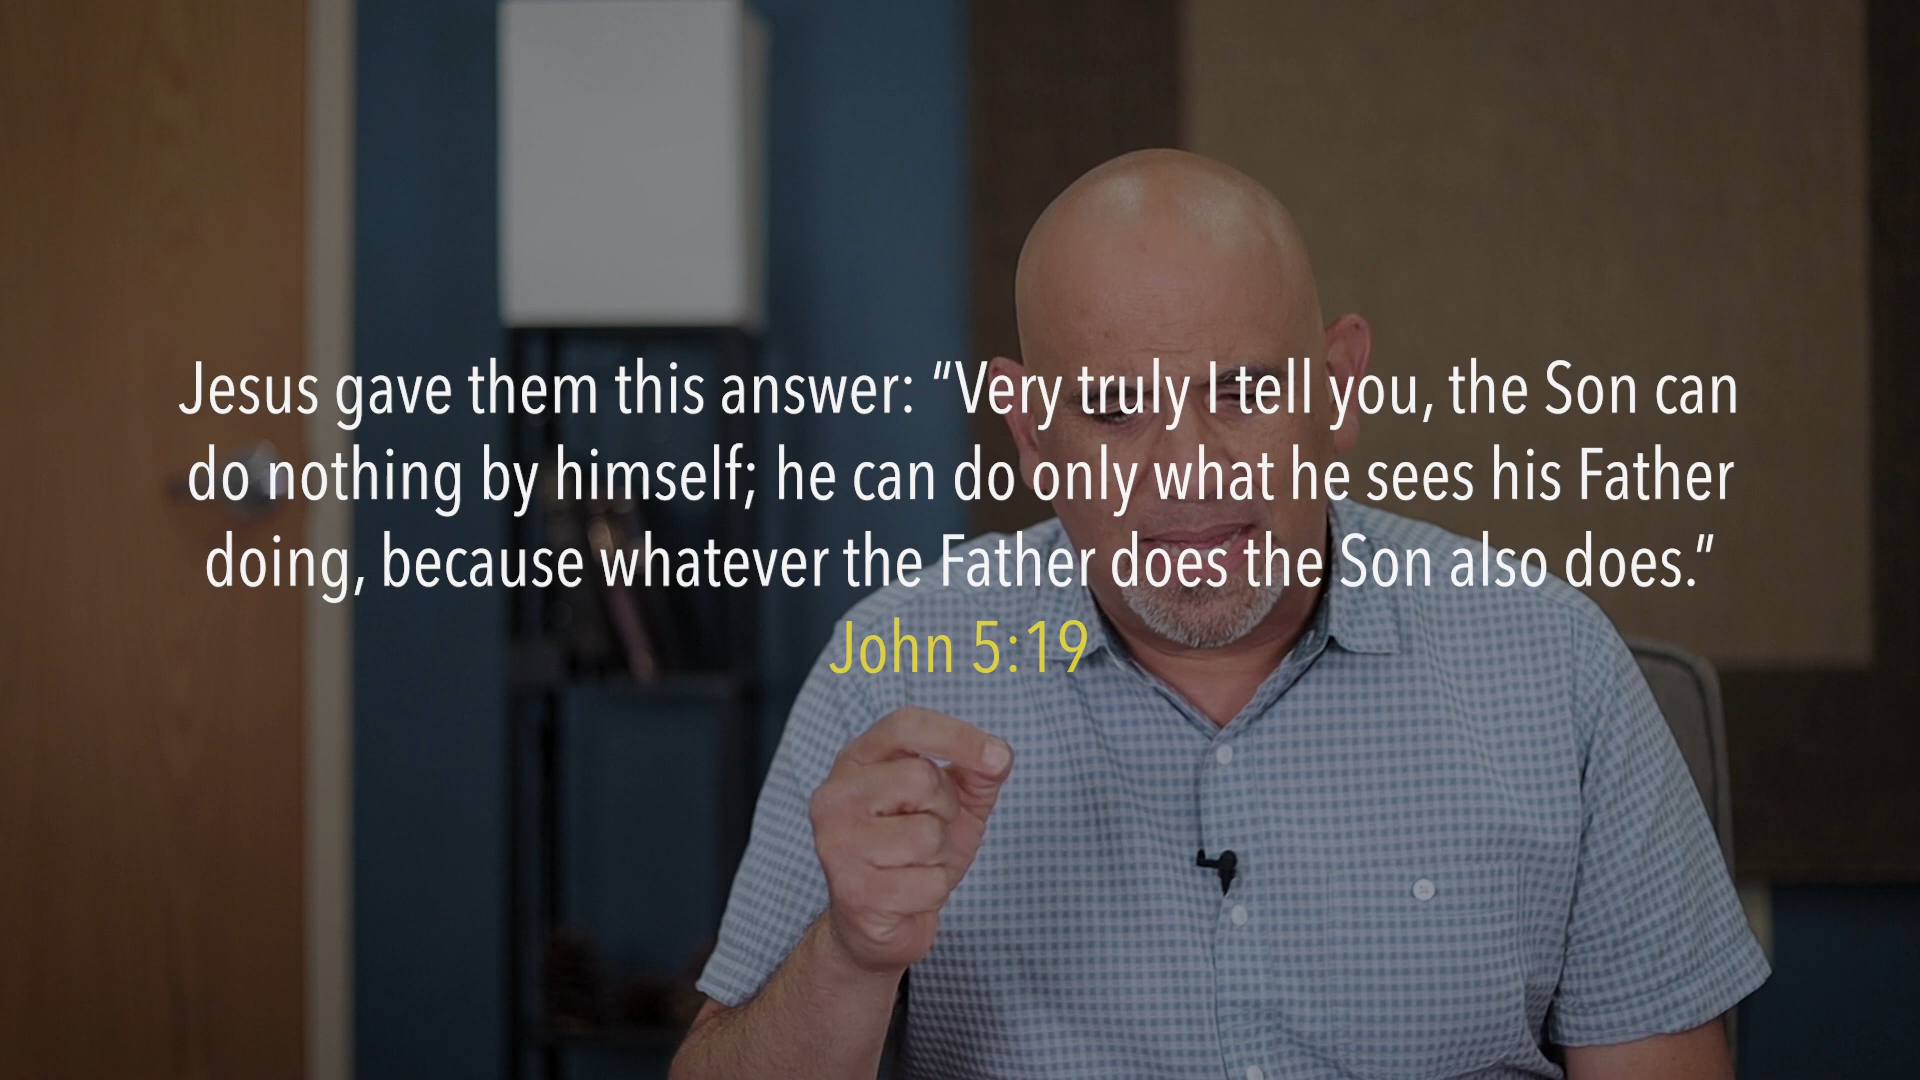 Jesus gave them this answer: “Very truly I tell you, the Son can
do nothing by himself; he can do only what he sees his Father
doing, because whatever the Father does the Son also does.”
John 5:19